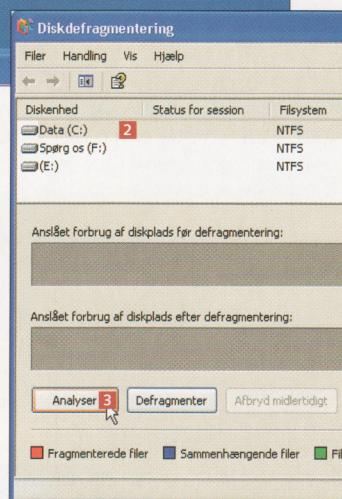 Diskdefragmentering
Filer Handling Vis Hjælp
Diskenhed Status for session Filsystem
Data (C:) 2 NTFS
Spørg os (F:) NTFS
(E:) NTFS
Anslået forbrug af diskplads før defragmentering:
Anslået forbrug af diskplads efter defragmentering:
Analyser 3 Defragmenter Afbryd midlertidigt
Fragmenterede filer Sammenhængende filer